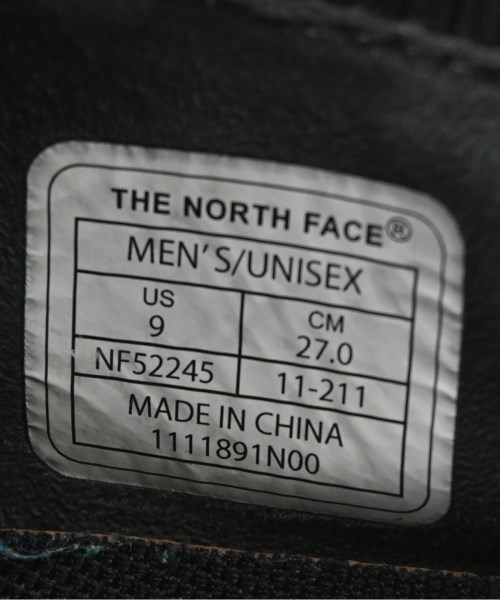 THE NORTH FACE®
MEN'S/UNISEX
US
9
CM
27.0
NF52245
11-211
MADE IN CHINA
1111891N00